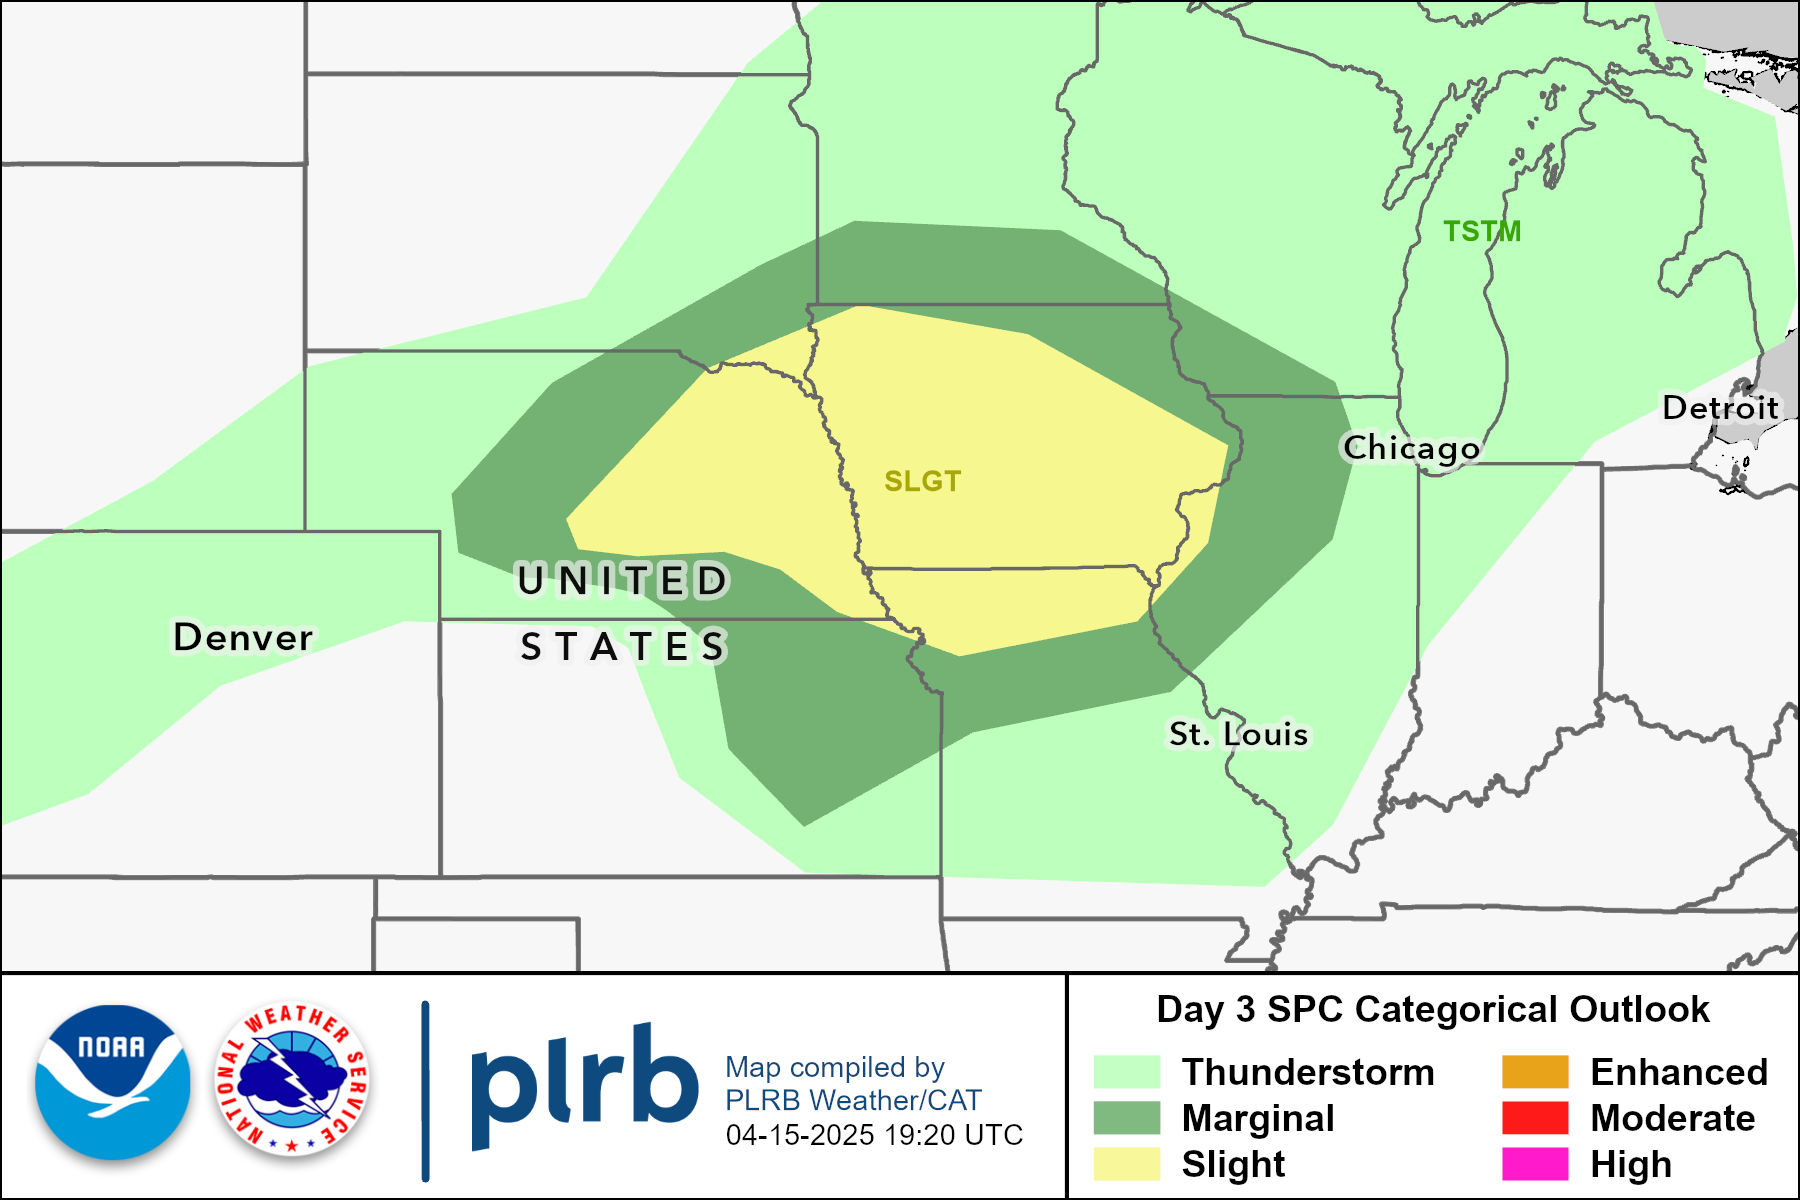 TSTM
Detroit
Chicago
SLGT
UNITED
STATES
Denver
St. Louis
NOAA
NATIONAL WEATHER SERVICE
plrb
Map compiled by
PLRB Weather/CAT
04-15-2025 19:20 UTC
Day 3 SPC Categorical Outlook
Thunderstorm
Enhanced
Marginal
Moderate
Slight
High